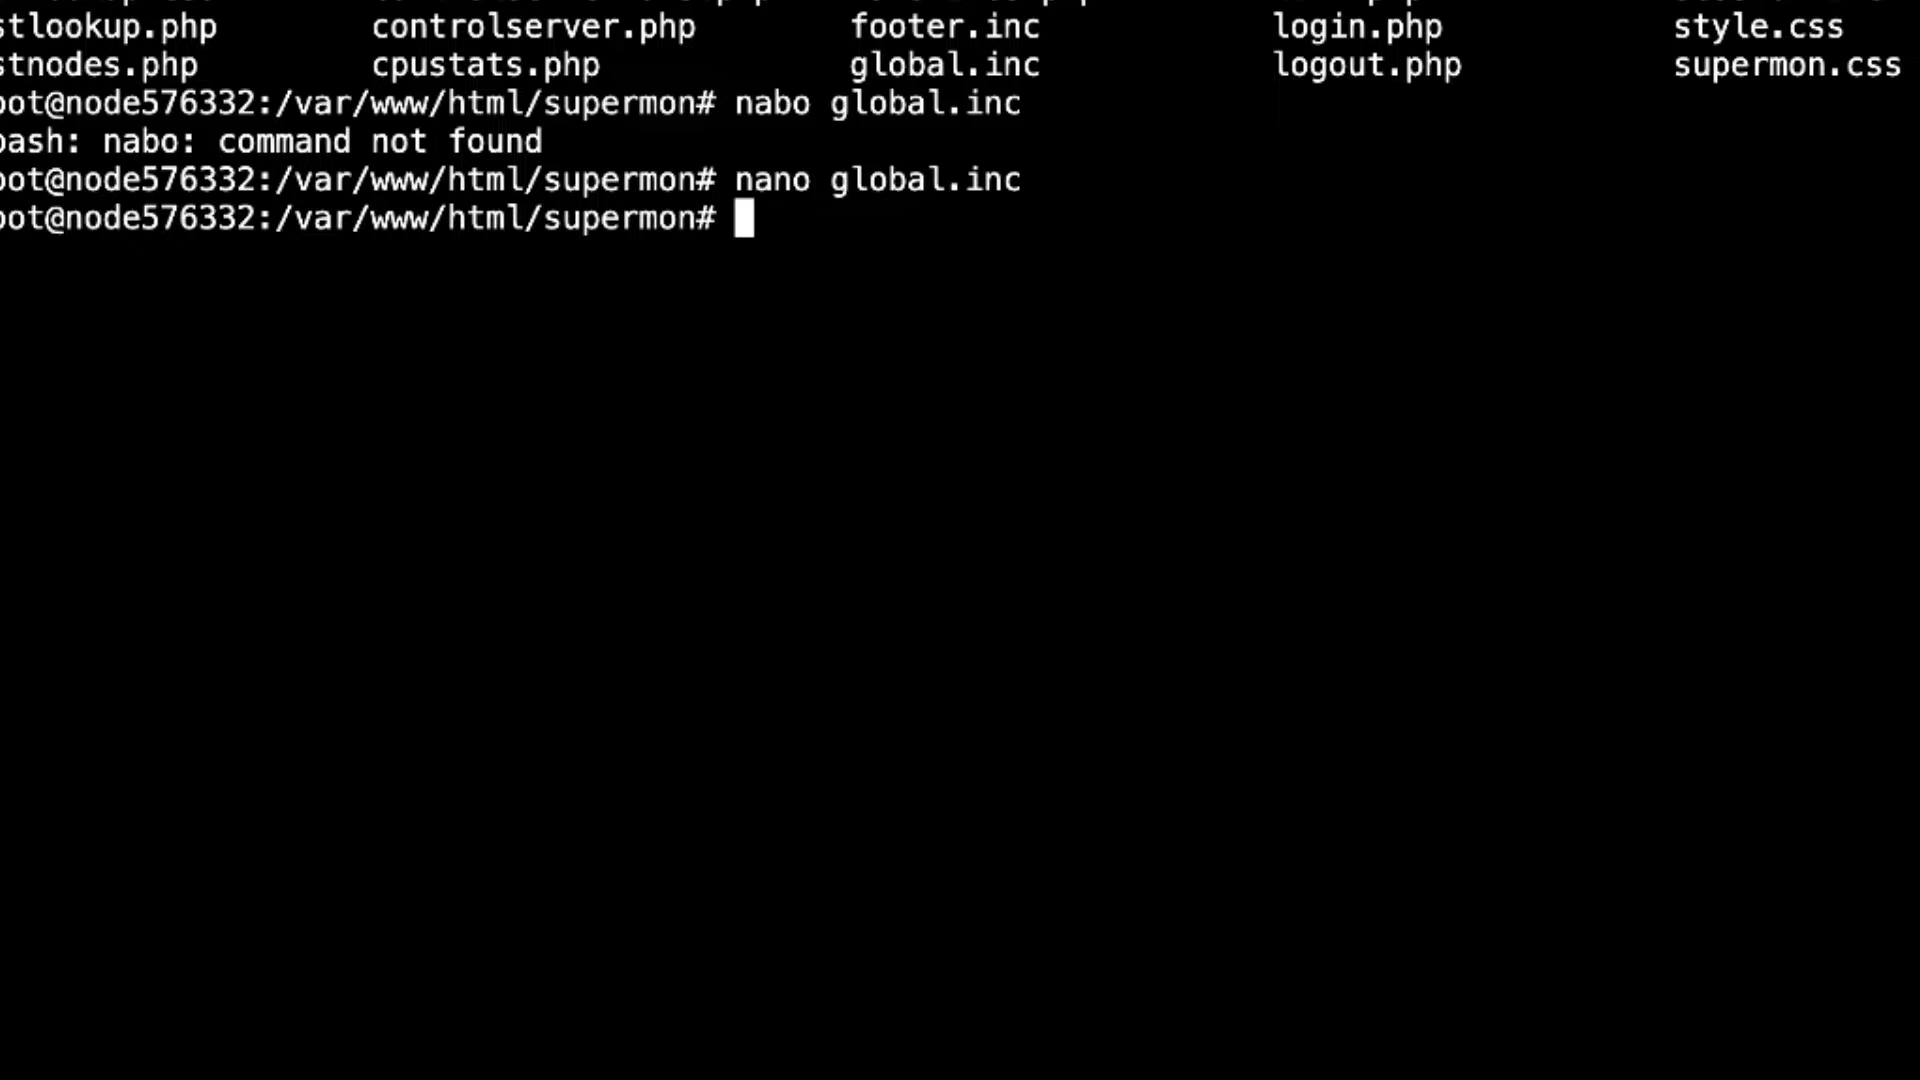 stlookup.php controlserver.php footer.inc login.php style.css
stnodes.php cpustats.php global.inc logout.php supermon.css
oot@node576332:/var/www/html/supermon# nabo global.inc
bash: nabo: command not found
oot@node576332:/var/www/html/supermon# nano global.inc
oot@node576332:/var/www/html/supermon#